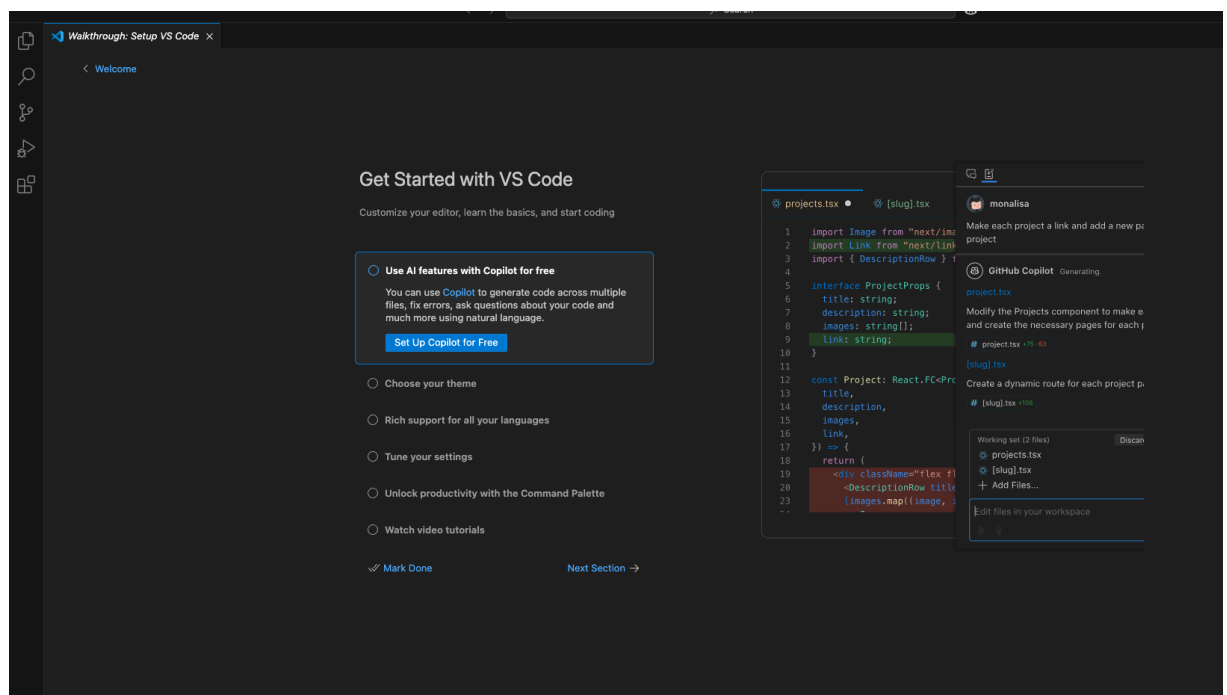 Walkthrough: Setup VS Code
Welcome
Get Started with VS Code
Customize your editor, learn the basics, and start coding
Use AI features with Copilot for free
You can use Copilot to generate code across multiple
files, fix errors, ask questions about your code and
much more using natural language.
Set Up Copilot for Free
Choose your theme
Rich support for all your languages
Tune your settings
Unlock productivity with the Command Palette
Watch video tutorials
Mark Done
Next Section
projects.tsx
[slug].tsx
1 import Image from "next/ima
2 import Link from "next/link
3 import { DescriptionRow } f
4
5 interface ProjectProps {
6 title: string;
7 description: string;
8 images: string[];
9 link: string;
10 }
11
12 const Project: React.FC<Pro
13 title,
14 description,
15 images,
16 link,
17 }) => {
18 return (
19 <div className="flex fl
20 <DescriptionRow title
23 {images.map((image,
monalisa
Make each project a link and add a new pa
project
GitHub Copilot Generating.
project.tsx
Modify the Projects component to make e
and create the necessary pages for each p
# project.tsx +75 -53
[slug].tsx
Create a dynamic route for each project pa
# [slug].tsx +108
Working set (2 files)
Discar
projects.tsx
[slug].tsx
+ Add Files...
Edit files in your workspace